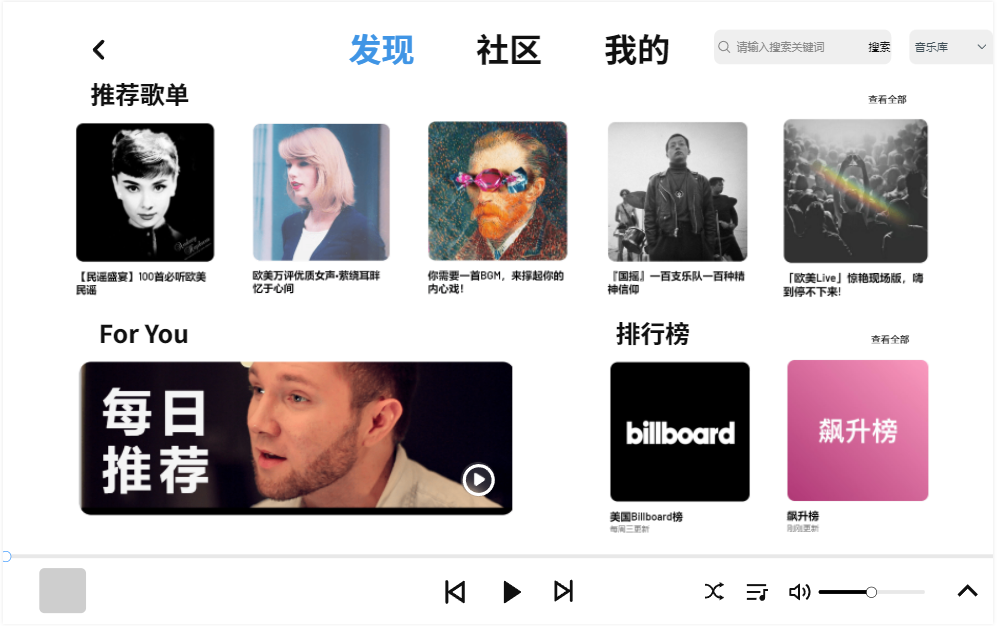 发现
社区
我的
请输入搜索关键词
搜索
音乐库
推荐歌单
查看全部
Audrey Hepburn
【民谣盛宴】100首必听欧美
民谣
欧美万评优质女声·萦绕耳畔
忆于心间
你需要一首BGM，来撑起你的
内心戏！
『国摇』一百支乐队一百种精
神信仰
「欧美Live」惊艳现场版，嗨
到停不下来!
For You
排行榜
查看全部
每日
推荐
billboard
飙升榜
美国Billboard榜
每周三更新
飙升榜
刚刚更新